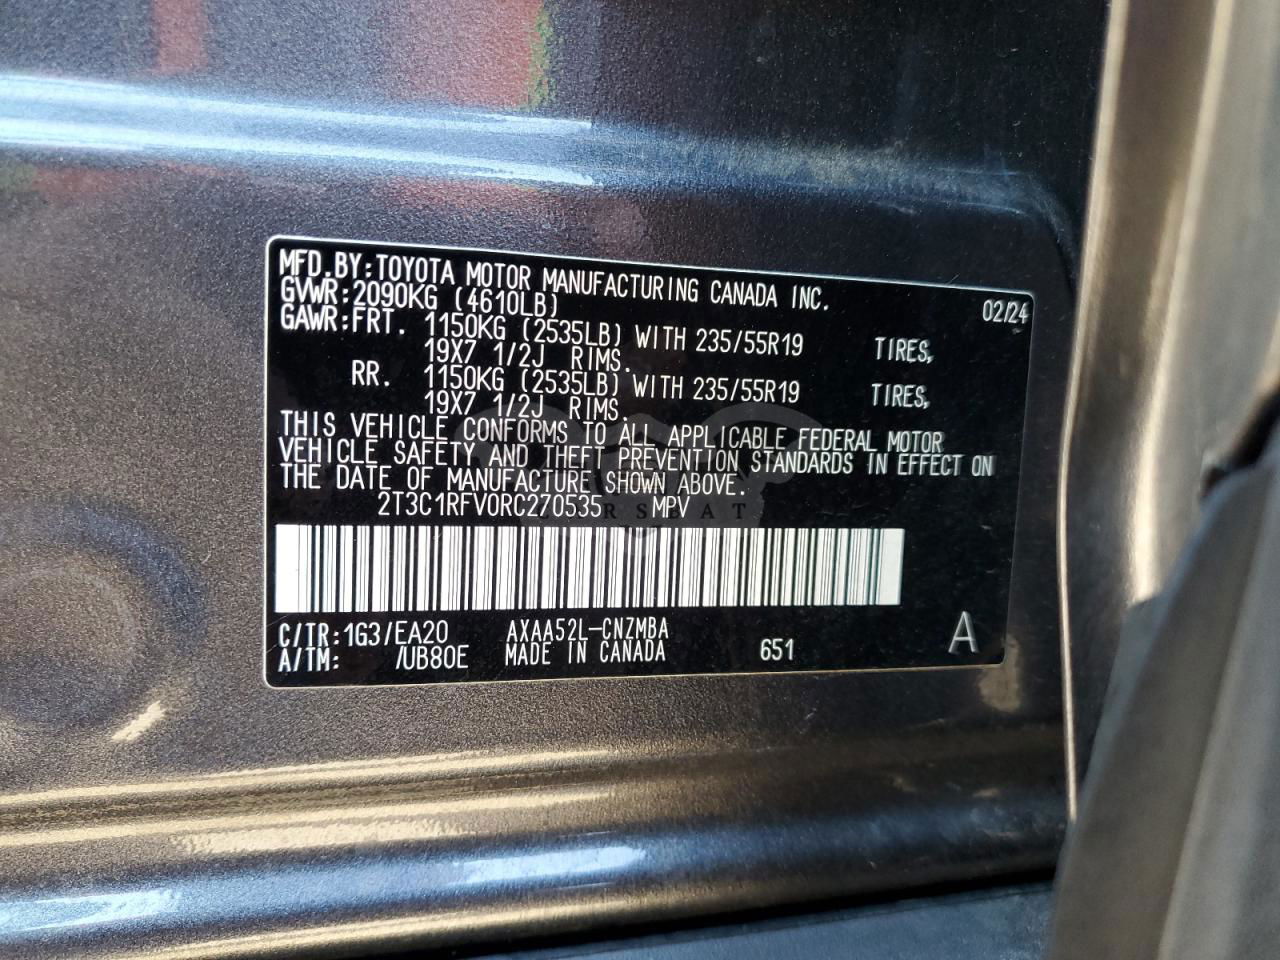 MFD.BY:TOYOTA MOTOR MANUFACTURING CANADA INC.
GVWR:2090KG (4610LB) 02/24
GAWR:FRT. 1150KG (2535LB) WITH 235/55R19 TIRES,
19X7 1/2J RIMS.
RR. 1150KG (2535LB) WITH 235/55R19 TIRES,
19X7 1/2J RIMS.
THIS VEHICLE CONFORMS TO ALL APPLICABLE FEDERAL MOTOR
VEHICLE SAFETY AND THEFT PREVENTION STANDARDS IN EFFECT ON
THE DATE OF MANUFACTURE SHOWN ABOVE.
2T3C1RFV0RC270535 MPV
C/TR:1G3/EA20 AXAA52L-CNZMBA A
A/TM: /UB80E MADE IN CANADA 651